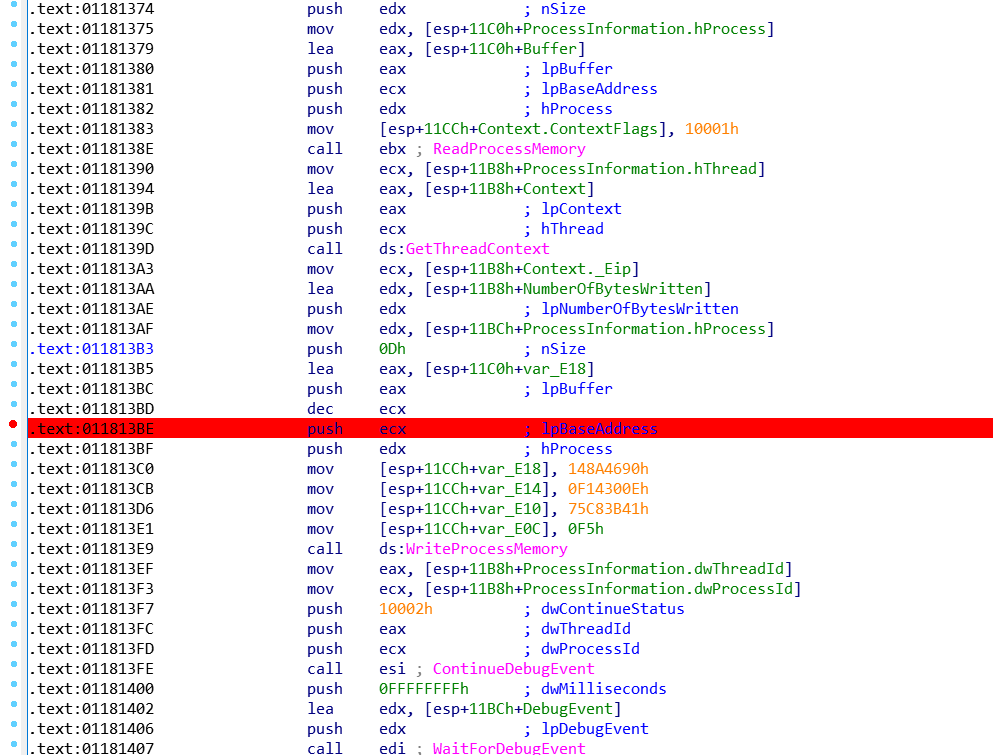 .text:01181374 push edx ; nSize
.text:01181375 mov edx, [esp+11C0h+ProcessInformation.hProcess]
.text:01181379 lea eax, [esp+11C0h+Buffer]
.text:01181380 push eax ; lpBuffer
.text:01181381 push ecx ; lpBaseAddress
.text:01181382 push edx ; hProcess
.text:01181383 mov [esp+11CCh+Context.ContextFlags], 10001h
.text:0118138E call ebx ; ReadProcessMemory
.text:01181390 mov ecx, [esp+11B8h+ProcessInformation.hThread]
.text:01181394 lea eax, [esp+11B8h+Context]
.text:0118139B push eax ; lpContext
.text:0118139C push ecx ; hThread
.text:0118139D call ds:GetThreadContext
.text:011813A3 mov ecx, [esp+11B8h+Context._Eip]
.text:011813AA lea edx, [esp+11B8h+NumberOfBytesWritten]
.text:011813AE push edx ; lpNumberOfBytesWritten
.text:011813AF mov edx, [esp+11BCh+ProcessInformation.hProcess]
.text:011813B3 push 0Dh ; nSize
.text:011813B5 lea eax, [esp+11C0h+var_E18]
.text:011813BC push eax ; lpBuffer
.text:011813BD dec ecx
.text:011813BE push ecx ; lpBaseAddress
.text:011813BF push edx ; hProcess
.text:011813C0 mov [esp+11CCh+var_E18], 148A4690h
.text:011813CB mov [esp+11CCh+var_E14], 0F14300Eh
.text:011813D6 mov [esp+11CCh+var_E10], 75C83B41h
.text:011813E1 mov [esp+11CCh+var_E0C], 0F5h
.text:011813E9 call ds:WriteProcessMemory
.text:011813EF mov eax, [esp+11B8h+ProcessInformation.dwThreadId]
.text:011813F3 mov ecx, [esp+11B8h+ProcessInformation.dwProcessId]
.text:011813F7 push 10002h ; dwContinueStatus
.text:011813FC push eax ; dwThreadId
.text:011813FD push ecx ; dwProcessId
.text:011813FE call esi ; ContinueDebugEvent
.text:01181400 push 0FFFFFFFFh ; dwMilliseconds
.text:01181402 lea edx, [esp+11BCh+DebugEvent]
.text:01181406 push edx ; lpDebugEvent
.text:01181407 call edi ; WaitForDebugEvent